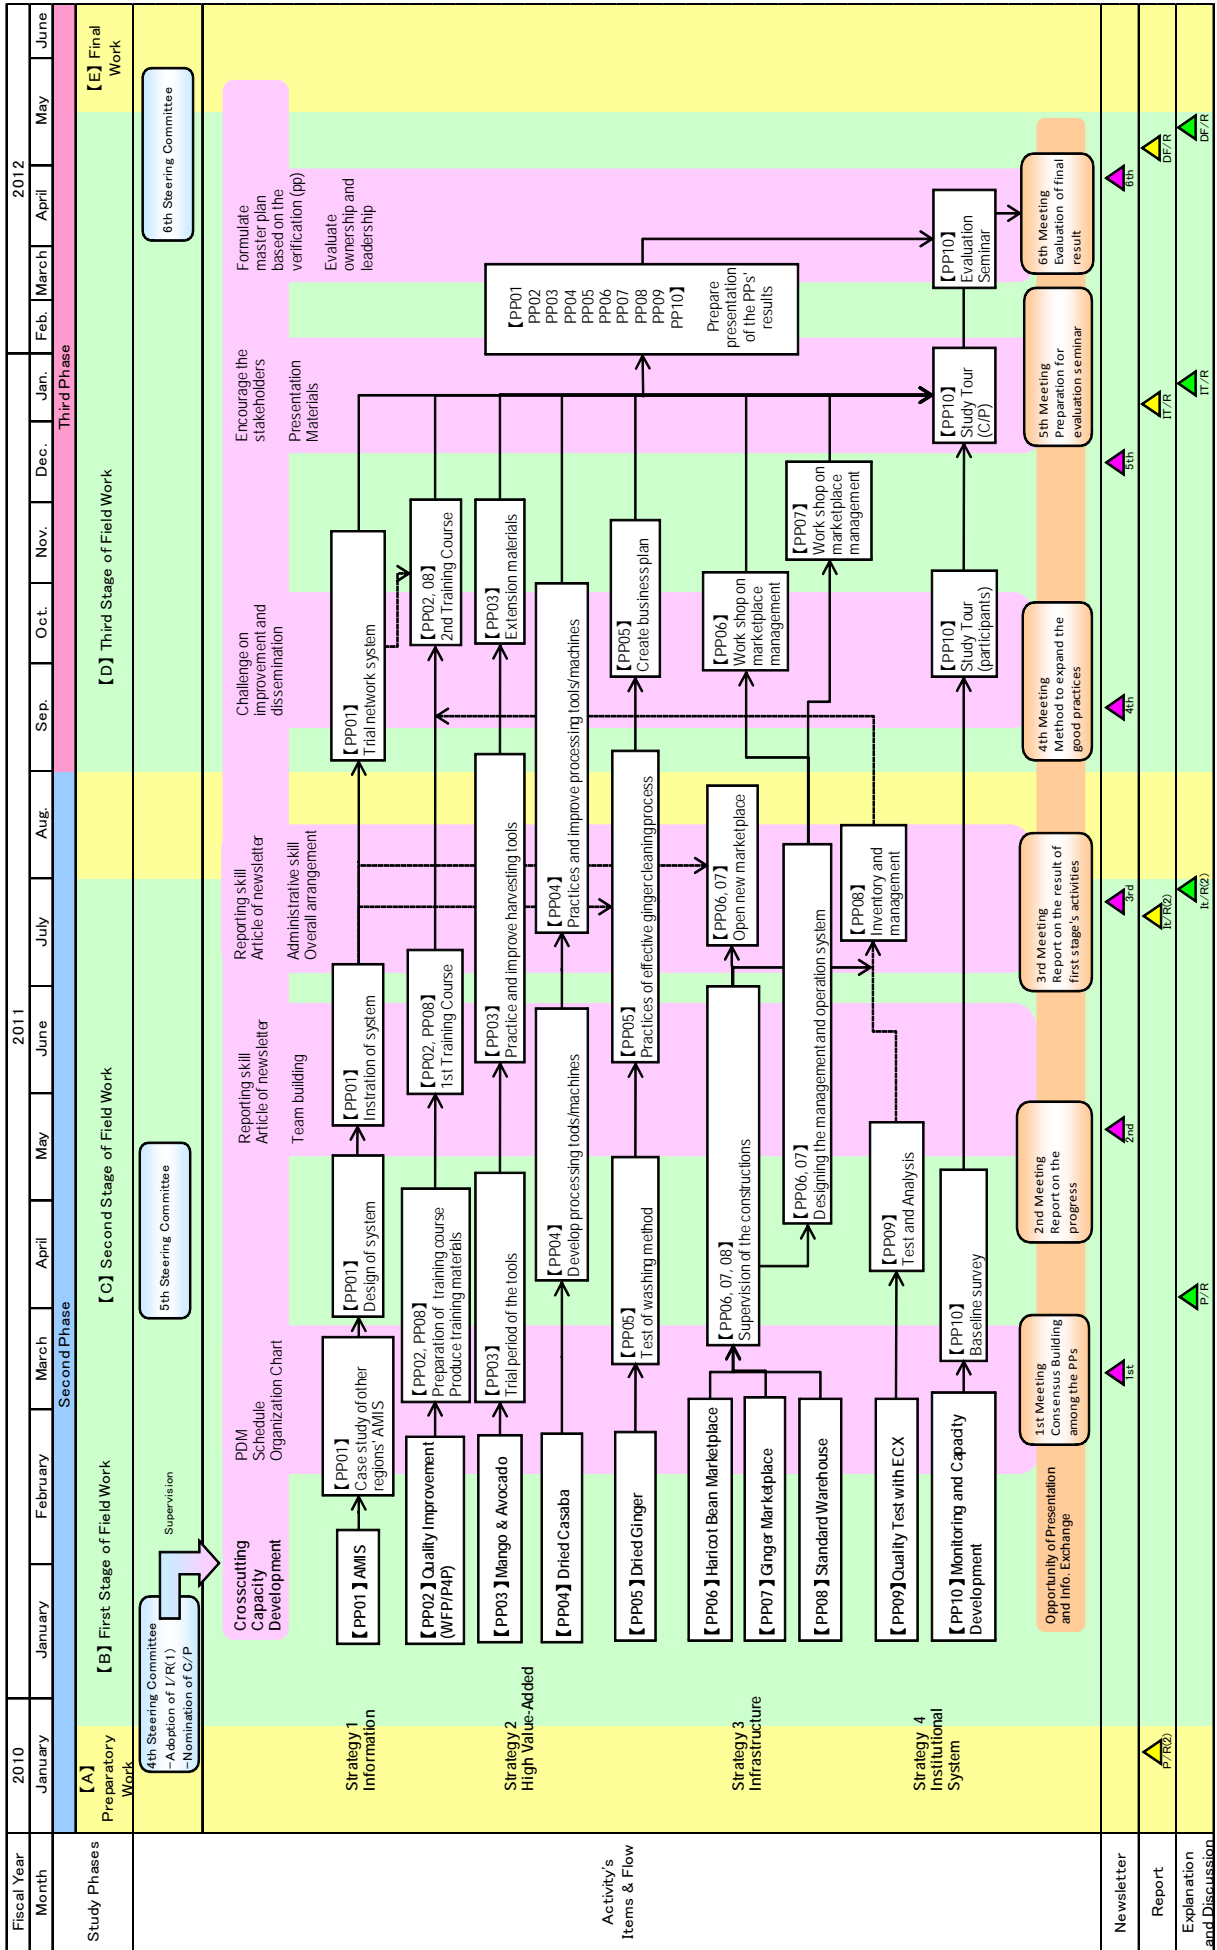 Fiscal Year
2010
2011
2012
Month
January
January
February
March
April
May
June
July
Aug.
Sep.
Oct.
Nov.
Dec.
Jan.
Feb.
March
April
May
June
Second Phase
Third Phase
Study Phases
【A】
Preparatory
Work
【B】First Stage of Field Work
【C】Second Stage of Field Work
【D】Third Stage of Field Work
【E】Final
Work
4th Steering Committee
-Adoption of I/R(1)
-Nomination of C/P
Supervision
5th Steering Committee
6th Steering Committee
Activity's
Items & Flow
Crosscutting
Capacity
Development
PDM
Schedule
Organization Chart
Reporting skill
Article of newsletter
Team building
Reporting skill
Article of newsletter
Administrative skill
Overall arrangement
Challenge on
improvement and
dissemination
Encourage the
stakeholders
Presentation
Materials
Formulate
master plan
based on the
verification (pp)
Evaluate
ownership and
leadership
Strategy 1
Information
【PP01】AMIS
【PP01】
Case study of other
regions' AMIS
【PP01】
Design of system
【PP01】
Instration of system
【PP01】
Trial network system
【PP02】Quality Improvement
(WFP/P4P)
【PP02, PP08】
Preparation of training course
Produce training materials
【PP02, PP08】
1st Training Course
【PP02, 08】
2nd Training Course
Strategy 2
High Value-Added
【PP03】Mango & Avocado
【PP03】
Trial period of the tools
【PP03】
Practice and improve harvesting tools
【PP03】
Extension materials
【PP04】Dried Casaba
【PP04】
Develop processing tools/machines
【PP04】
Practices and improve processing tools/machines
【PP05】Dried Ginger
【PP05】
Test of washing method
【PP05】
Practices of effective ginger cleaning process
【PP05】
Create business plan
【PP01
PP02
PP03
PP04
PP05
PP06
PP07
PP08
PP09
PP10】
Prepare
presentation
of the PPs'
results
Strategy 3
Infrastructure
【PP06】Haricot Bean Marketplace
【PP07】Ginger Marketplace
【PP08】Standard Warehouse
【PP06, 07, 08】
Supervision of the constructions
【PP06, 07】
Open new marketplace
【PP06】
Work shop on
marketplace
management
【PP06, 07】
Designing the management and operation system
【PP07】
Work shop on
marketplace
management
【PP08】
Inventory and
management
Strategy 4
Institutional
System
【PP09】Quality Test with ECX
【PP09】
Test and Analysis
【PP10】Monitoring and Capacity
Development
【PP10】
Baseline survey
【PP10】
Study Tour
(participants)
【PP10】
Study Tour
(C/P)
【PP10】
Evaluation
Seminar
Opportunity of Presentation
and Info. Exchange
1st Meeting
Consensus Building
among the PPs
2nd Meeting
Report on the
progress
3rd Meeting
Report on the result of
first stage's activities
4th Meeting
Method to expand the
good practices
5th Meeting
Preparation for
evaluation seminar
6th Meeting
Evaluation of final
result
Newsletter
1st
2nd
3rd
4th
5th
6th
Report
P/R(2)
It/R(2)
IT/R
DF/R
Explanation
and Discussion
P/R
It/R(2)
IT/R
DF/R